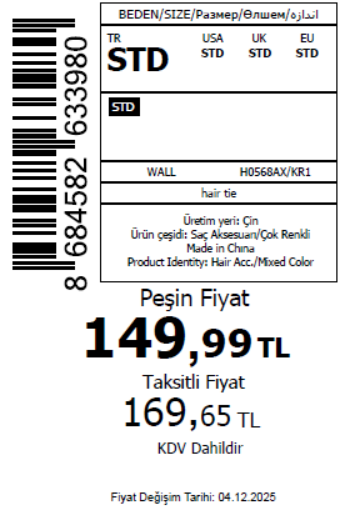 BEDEN/SIZE/Размер/Өлшем/اندازه
TR USA UK EU
STD STD STD STD
STD
WALL H0568AX/KR1
hair tie
Üretim yeri: Çin
Ürün çeşidi: Saç Aksesuarı/Çok Renkli
Made in China
Product Identity: Hair Acc./Mixed Color
8 684582 633980
Peşin Fiyat
149,99 TL
Taksitli Fiyat
169,65 TL
KDV Dahildir
Fiyat Değişim Tarihi: 04.12.2025